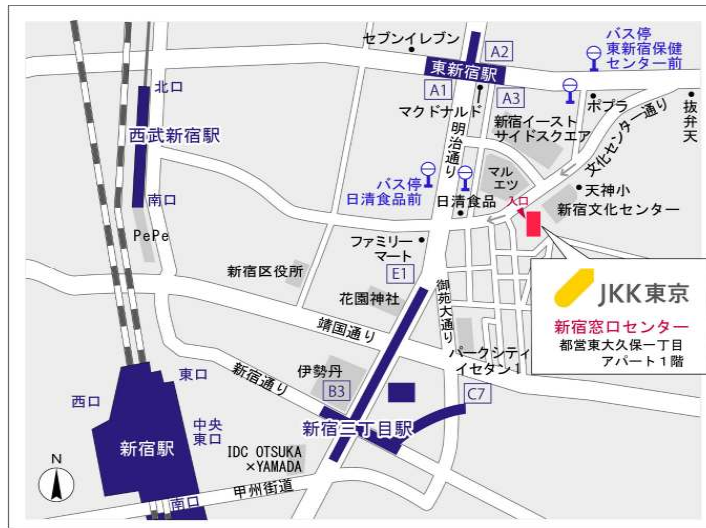 バス停
東新宿保健
センター前
セブンイレブン
A2
東新宿駅
A1
A3
マクドナルド
ポプラ
抜弁天
北口
西武新宿駅
南口
PePe
明治通り
新宿イースト
サイドスクエア
文化センター通り
バス停
日清食品前
日清食品
マル
エツ
入口
天神小
新宿文化センター
ファミリー
マート
E1
新宿区役所
花園神社
御苑大通り
靖国通り
JKK東京
新宿窓口センター
都営東大久保一丁目
アパート1階
パークシティ
イセタン1
新宿通り
伊勢丹
B3
C7
東口
西口
中央
東口
新宿駅
新宿三丁目駅
IDC OTSUKA
×YAMADA
甲州街道
南口
N